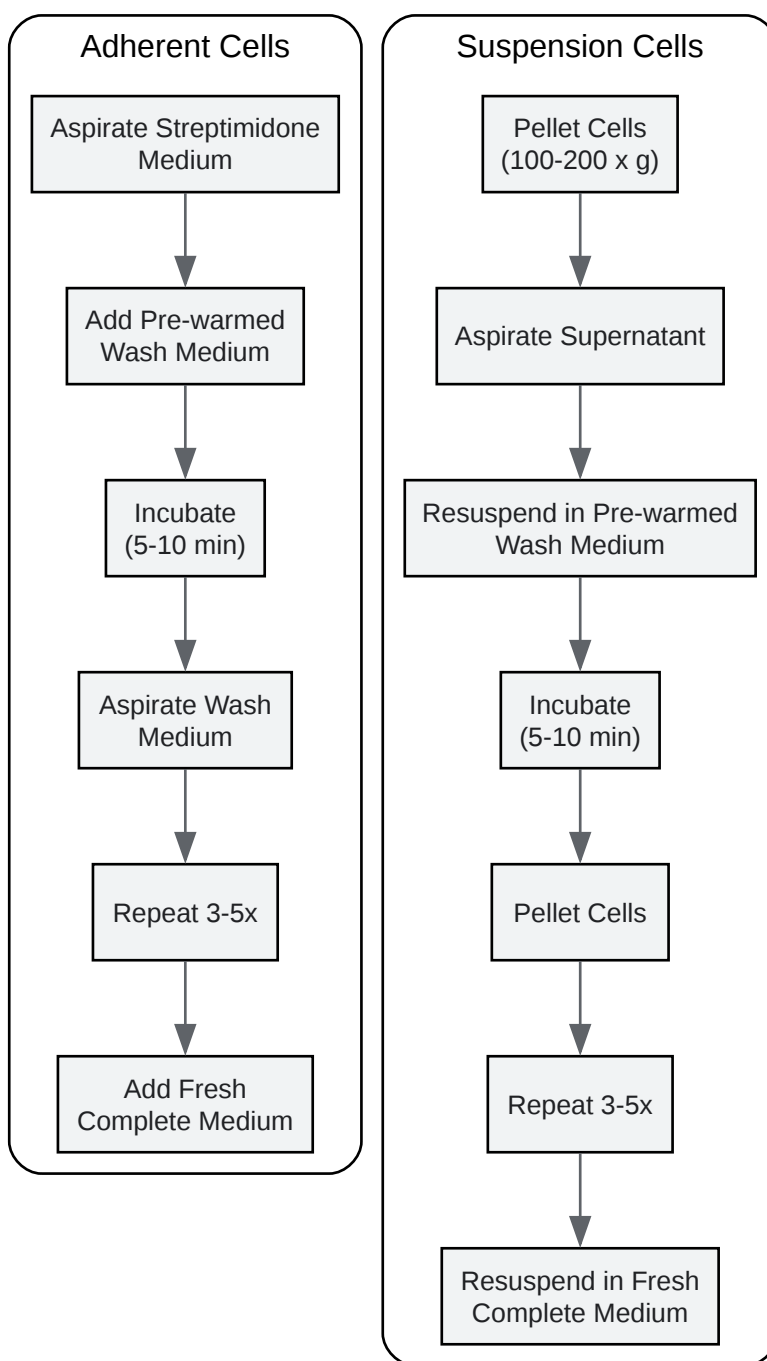 Adherent Cells
Aspirate Streptimidone
Medium
Add Pre-warmed
Wash Medium
Incubate
(5-10 min)
Aspirate Wash
Medium
Repeat 3-5x
Add Fresh
Complete Medium
Suspension Cells
Pellet Cells
(100-200 x g)
Aspirate Supernatant
Resuspend in Pre-warmed
Wash Medium
Incubate
(5-10 min)
Pellet Cells
Repeat 3-5x
Resuspend in Fresh
Complete Medium